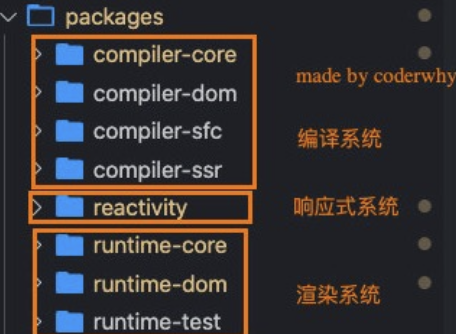 packages
compiler-core
made by coderwhy
compiler-dom
compiler-sfc
编译系统
compiler-ssr
reactivity
响应式系统
runtime-core
runtime-dom
渲染系统
runtime-test